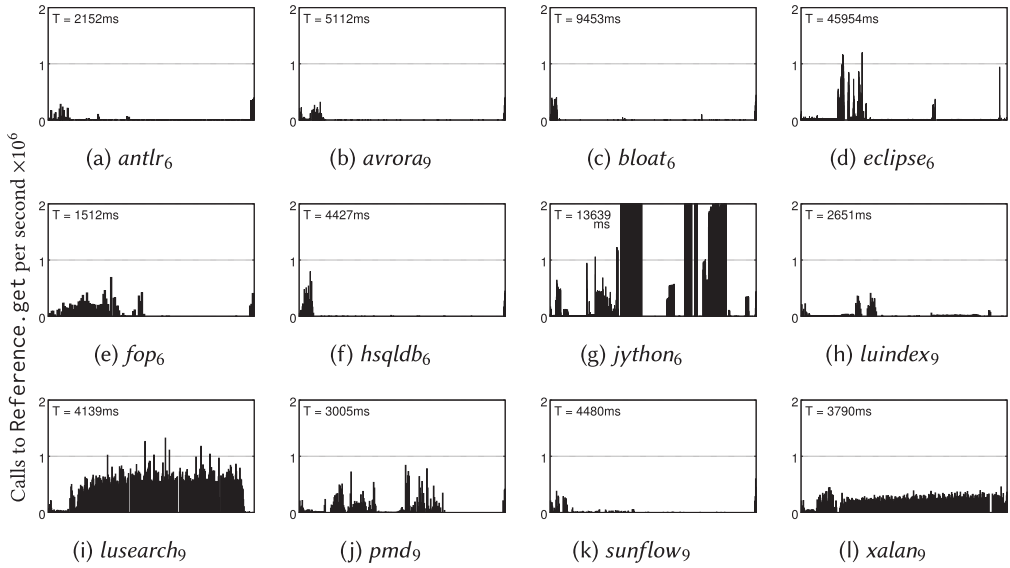 Calls to Reference.get per second ×10⁶
2
1
0
T = 2152ms
(a) antlr₆
2
1
0
T = 5112ms
(b) avrora₉
2
1
0
T = 9453ms
(c) bloat₆
2
1
0
T = 45954ms
(d) eclipse₆
2
1
0
T = 1512ms
(e) fop₆
2
1
0
T = 4427ms
(f) hsqldb₆
2
1
0
T = 13639
ms
(g) jython₆
2
1
0
T = 2651ms
(h) luindex₉
2
1
0
T = 4139ms
(i) lusearch₉
2
1
0
T = 3005ms
(j) pmd₉
2
1
0
T = 4480ms
(k) sunflow₉
2
1
0
T = 3790ms
(l) xalan₉